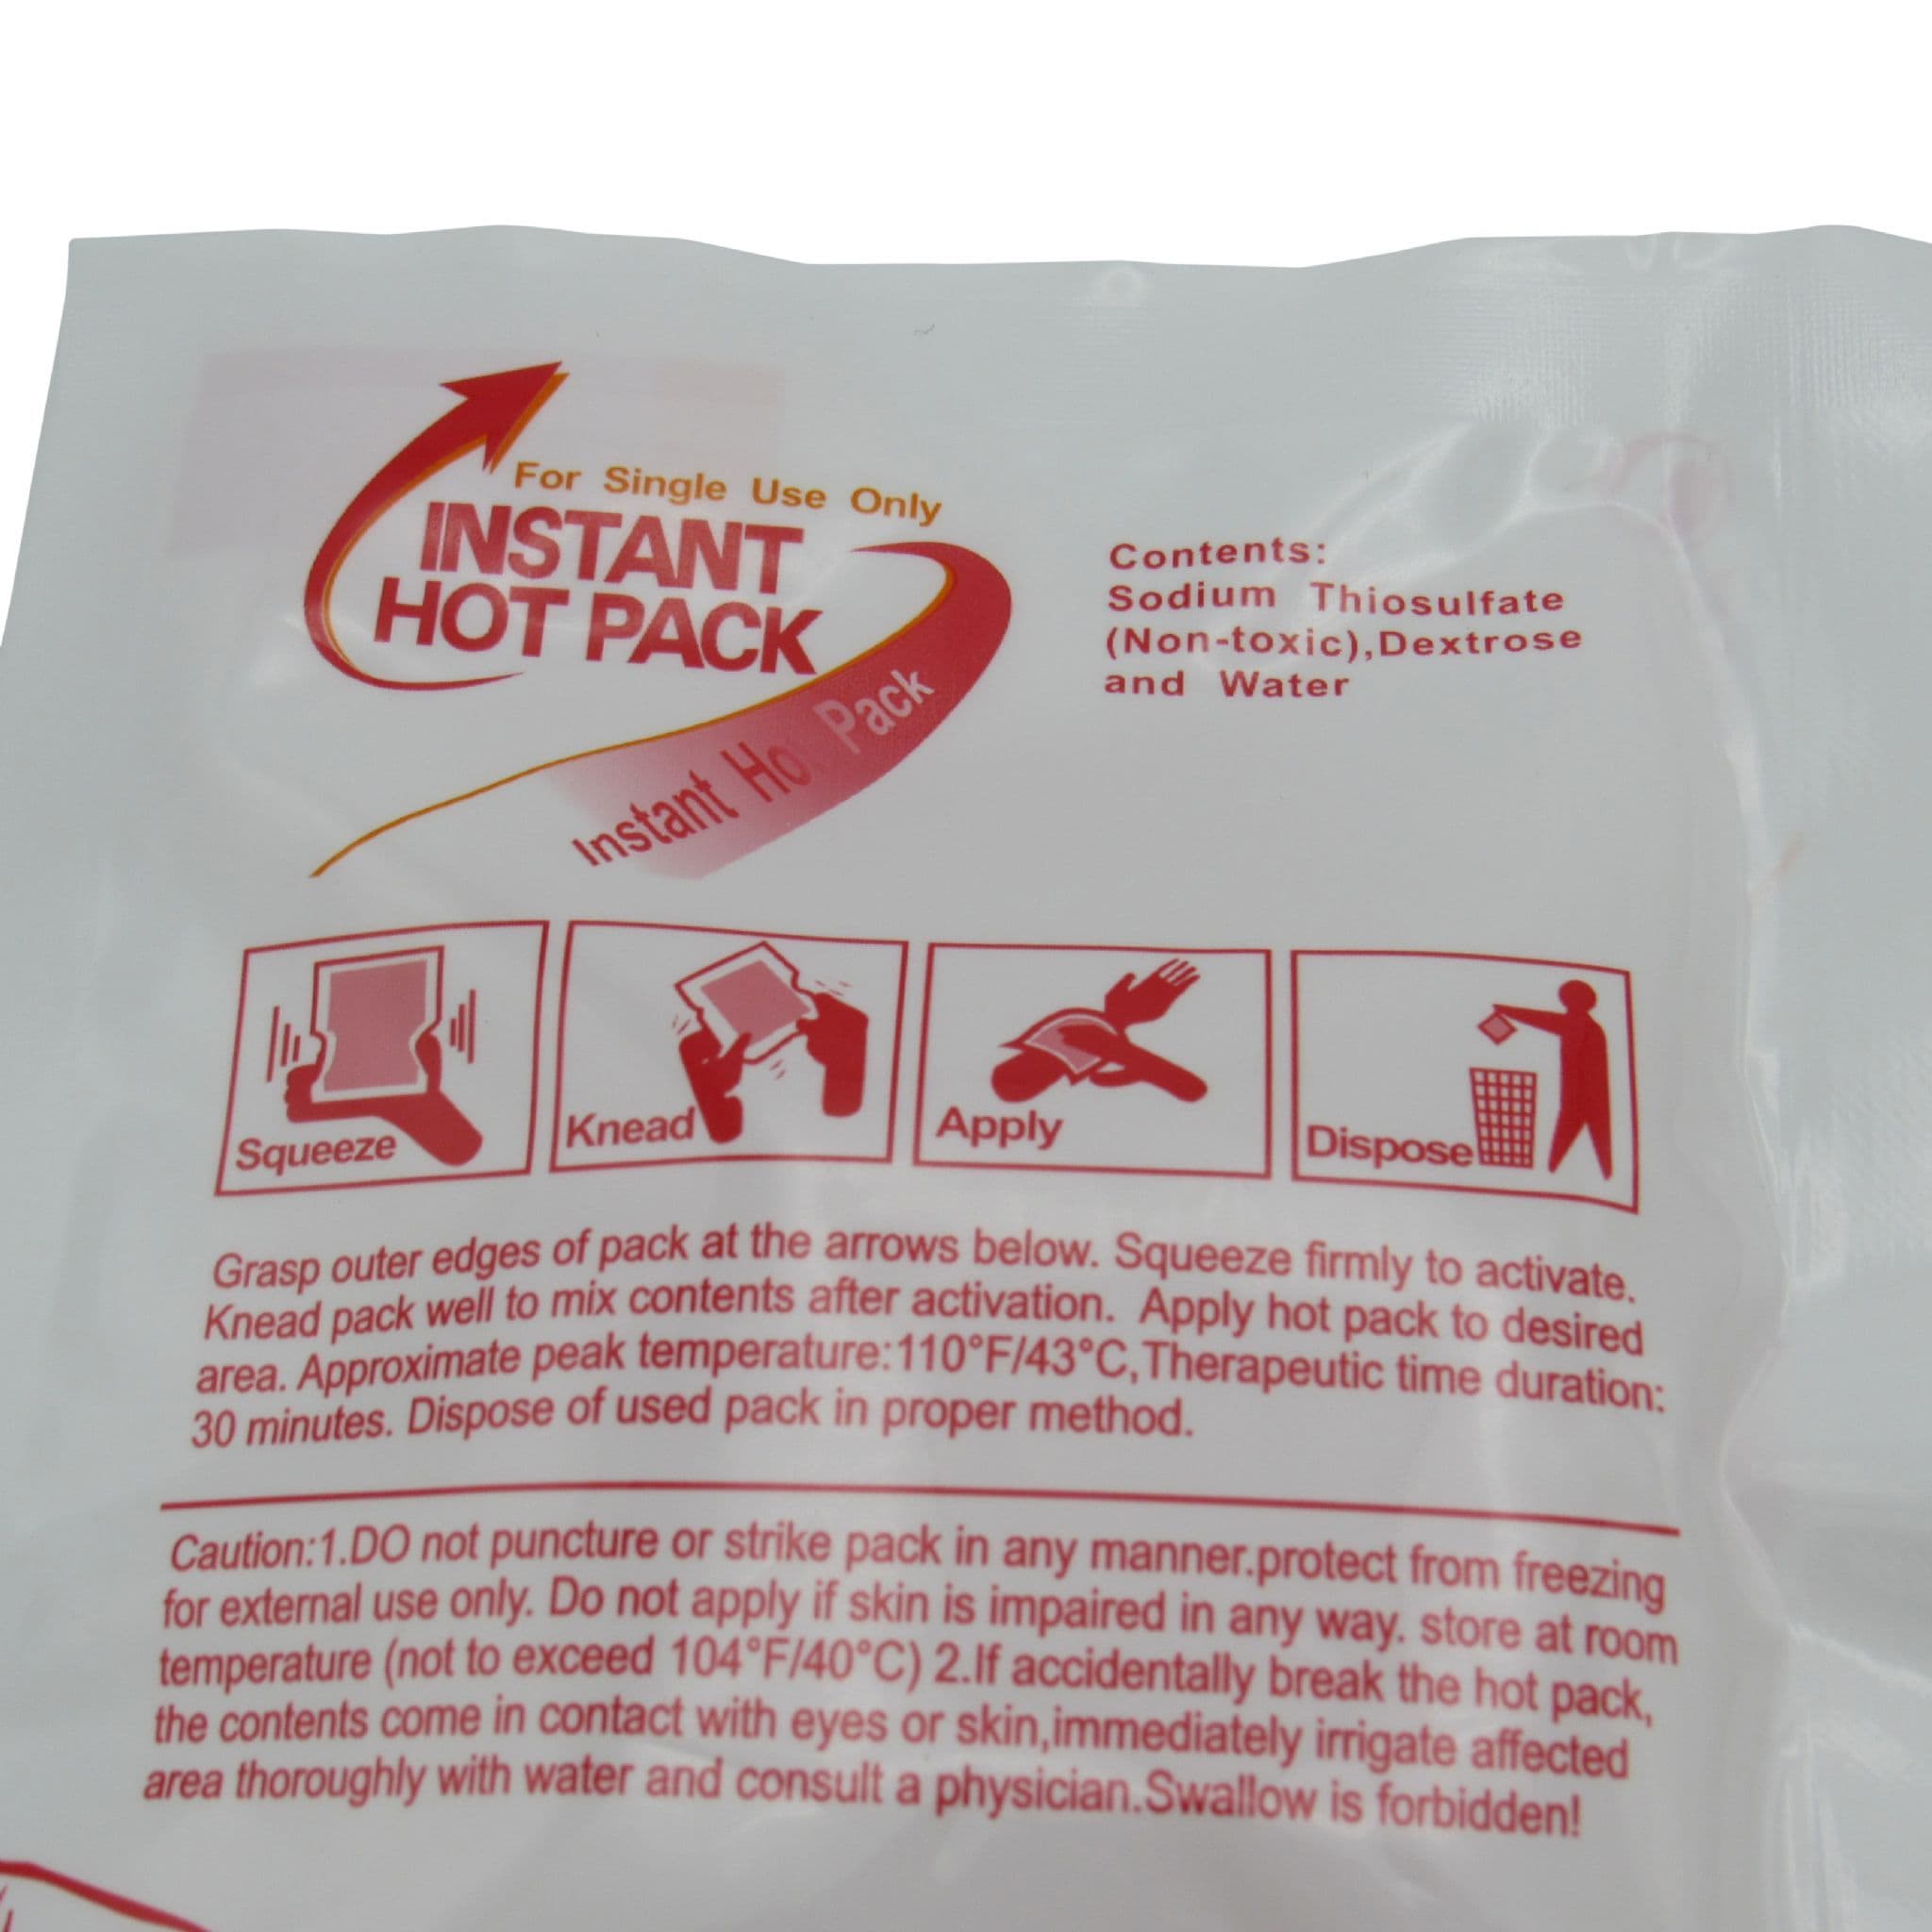 For Single Use Only
INSTANT
HOT PACK
Instant Hot Pack
Contents:
Sodium Thiosulfate
(Non-toxic),Dextrose
and Water
Squeeze
Knead
Apply
Dispose
Grasp outer edges of pack at the arrows below. Squeeze firmly to activate.
Knead pack well to mix contents after activation. Apply hot pack to desired
area. Approximate peak temperature:110°F/43°C,Therapeutic time duration:
30 minutes. Dispose of used pack in proper method.
Caution:1.DO not puncture or strike pack in any manner.protect from freezing
for external use only. Do not apply if skin is impaired in any way. store at room
temperature (not to exceed 104°F/40°C) 2.If accidentally break the hot pack,
the contents come in contact with eyes or skin,immediately irrigate affected
area thoroughly with water and consult a physician.Swallow is forbidden!